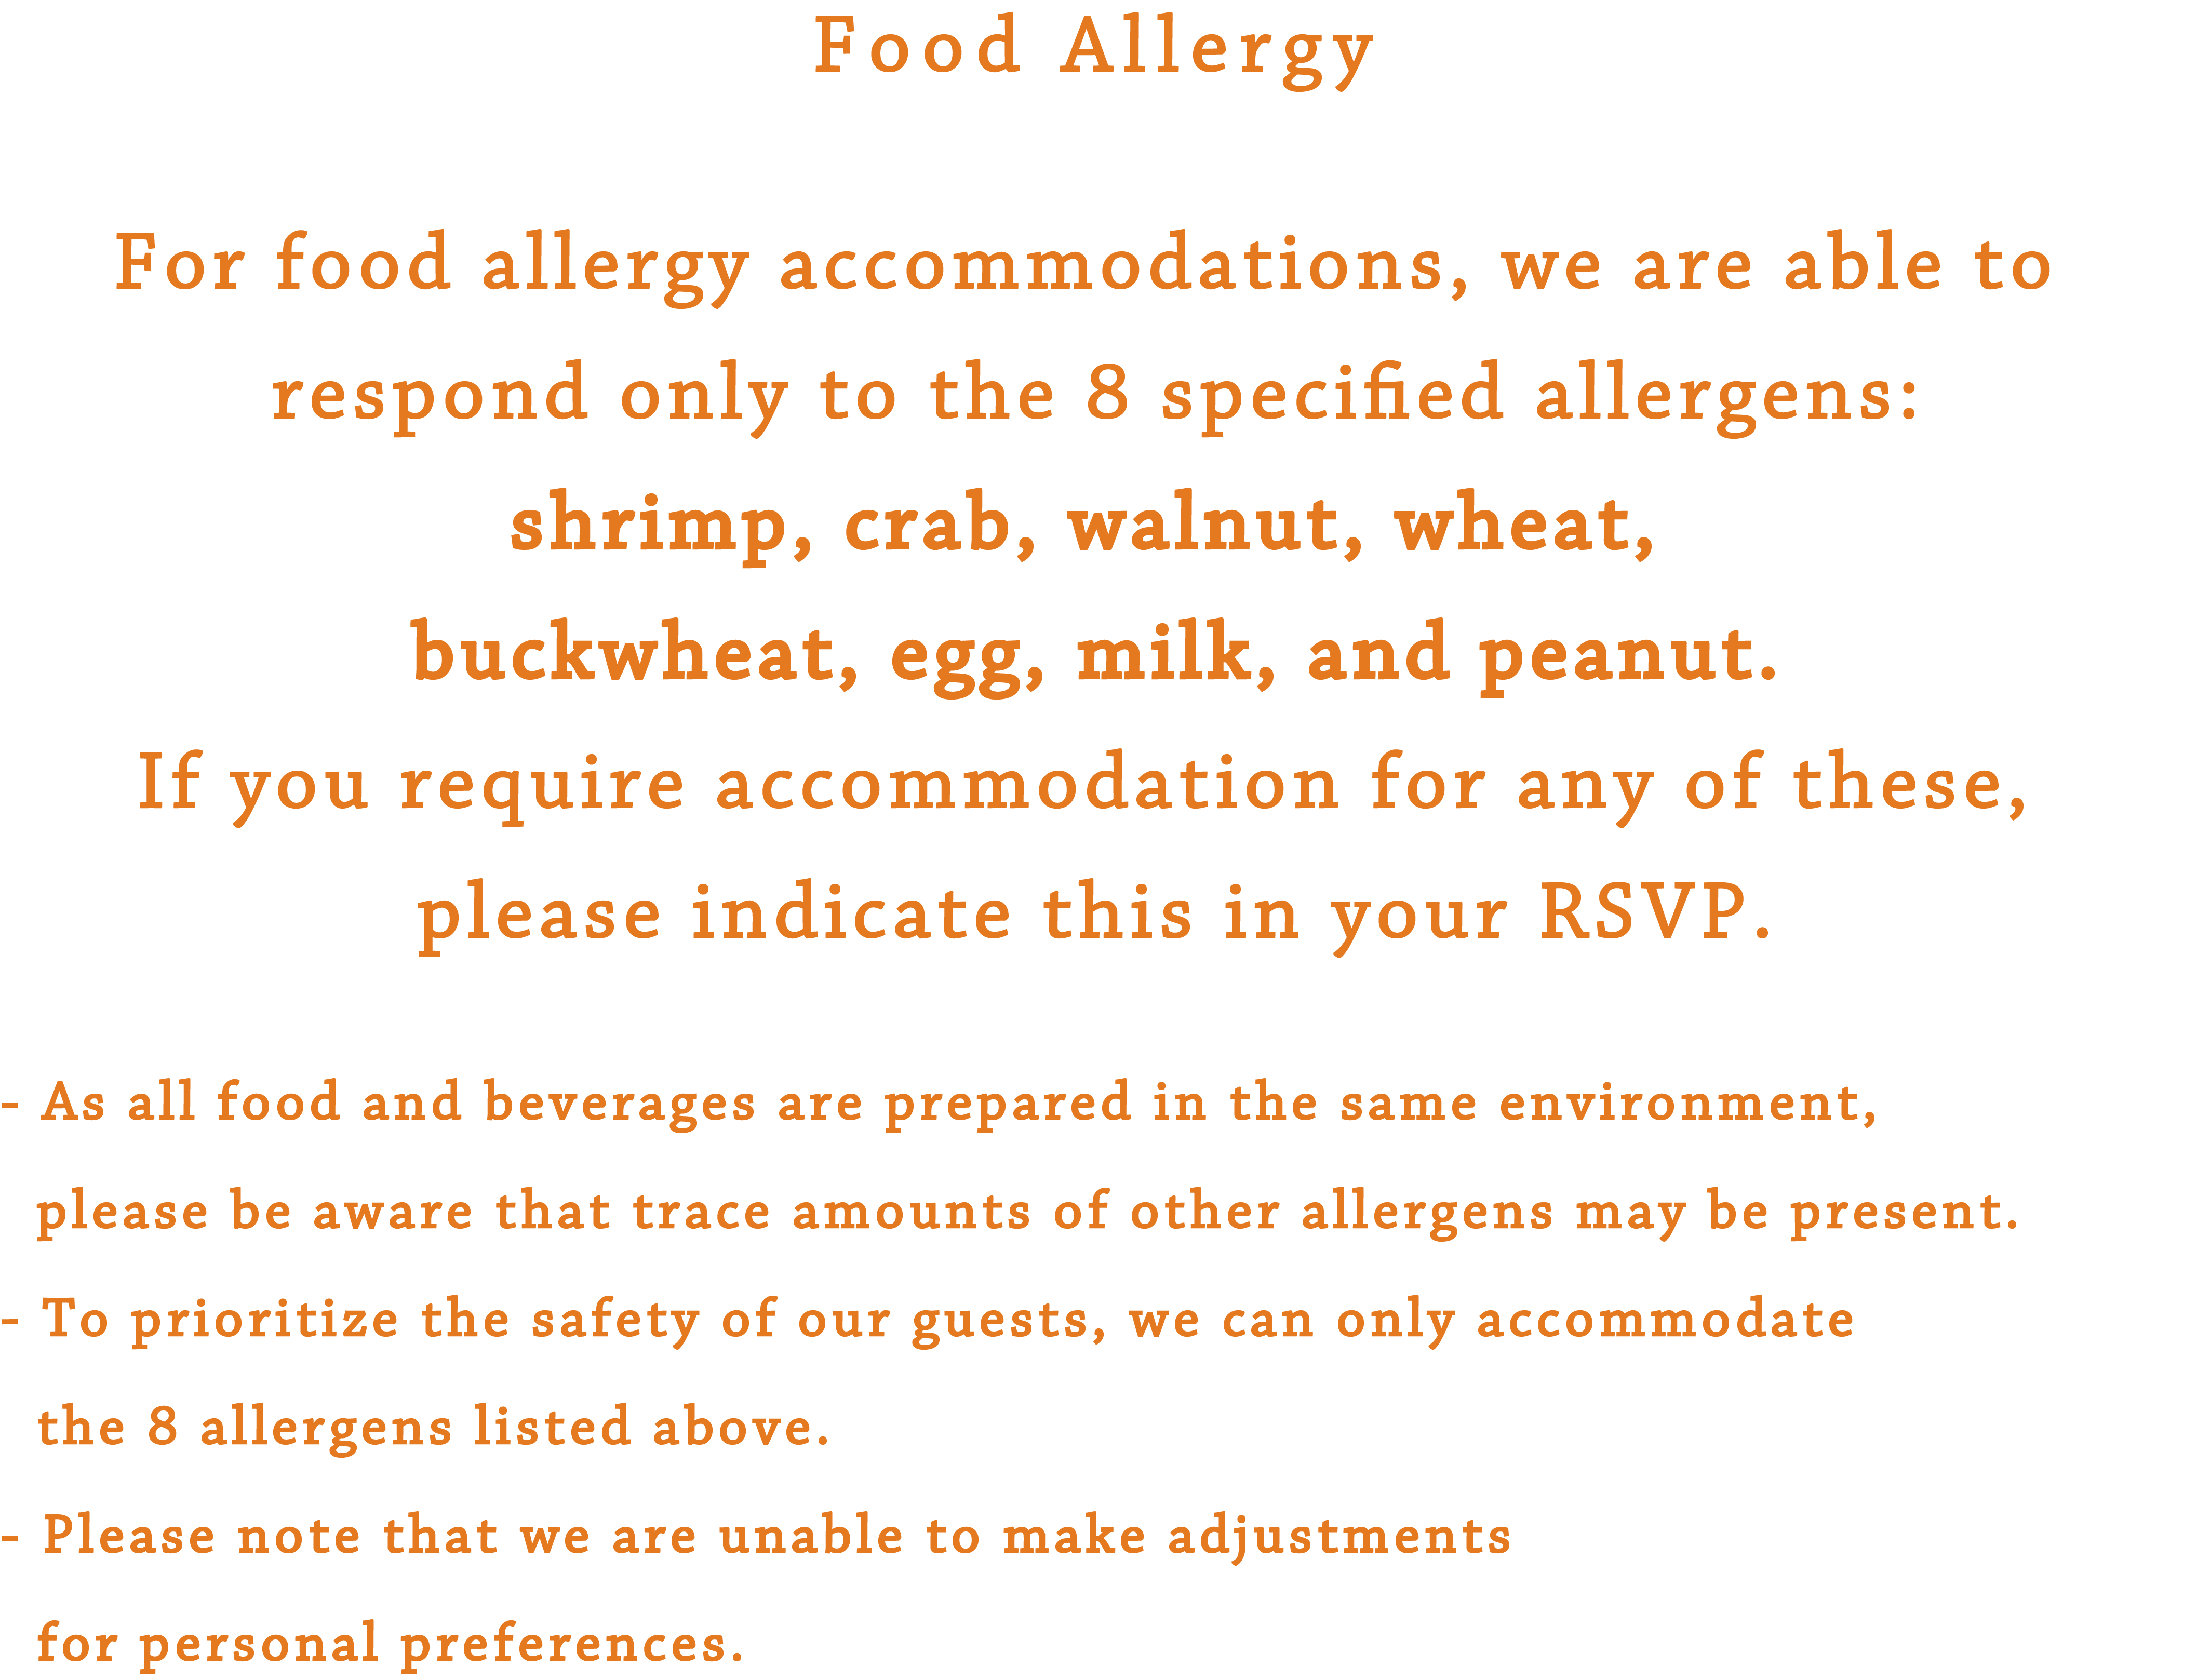 Food Allergy
For food allergy accommodations, we are able to
respond only to the 8 specified allergens:
shrimp, crab, walnut, wheat,
buckwheat, egg, milk, and peanut.
If you require accommodation for any of these,
please indicate this in your RSVP.
- As all food and beverages are prepared in the same environment,
please be aware that trace amounts of other allergens may be present.
- To prioritize the safety of our guests, we can only accommodate
the 8 allergens listed above.
- Please note that we are unable to make adjustments
for personal preferences.